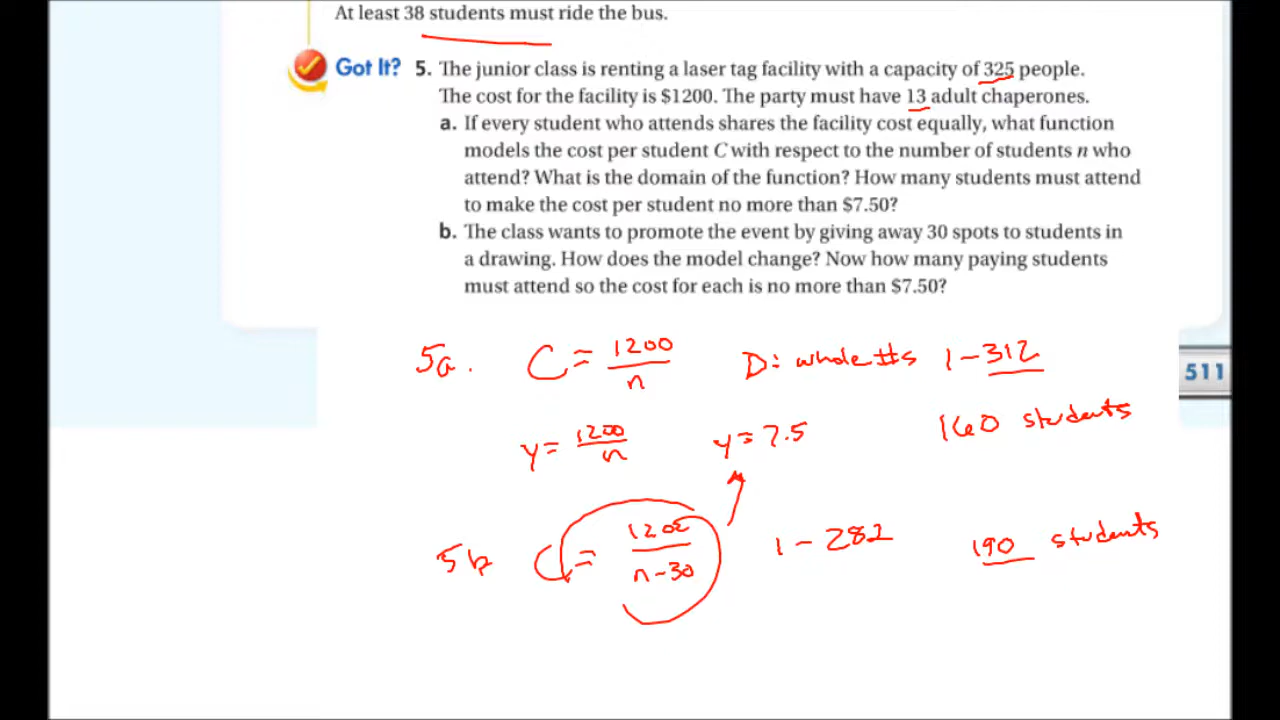 At least 38 students must ride the bus.
Got It? 5. The junior class is renting a laser tag facility with a capacity of 325 people.
The cost for the facility is $1200. The party must have 13 adult chaperones.
a. If every student who attends shares the facility cost equally, what function
models the cost per student C with respect to the number of students n who
attend? What is the domain of the function? How many students must attend
to make the cost per student no more than $7.50?
b. The class wants to promote the event by giving away 30 spots to students in
a drawing. How does the model change? Now how many paying students
must attend so the cost for each is no more than $7.50?
5a. C = 1200/n D: whole #s 1-312
511
160 students
y = 1200/n y = 7.5
5b C = 1200/n-30 1-282 190 students